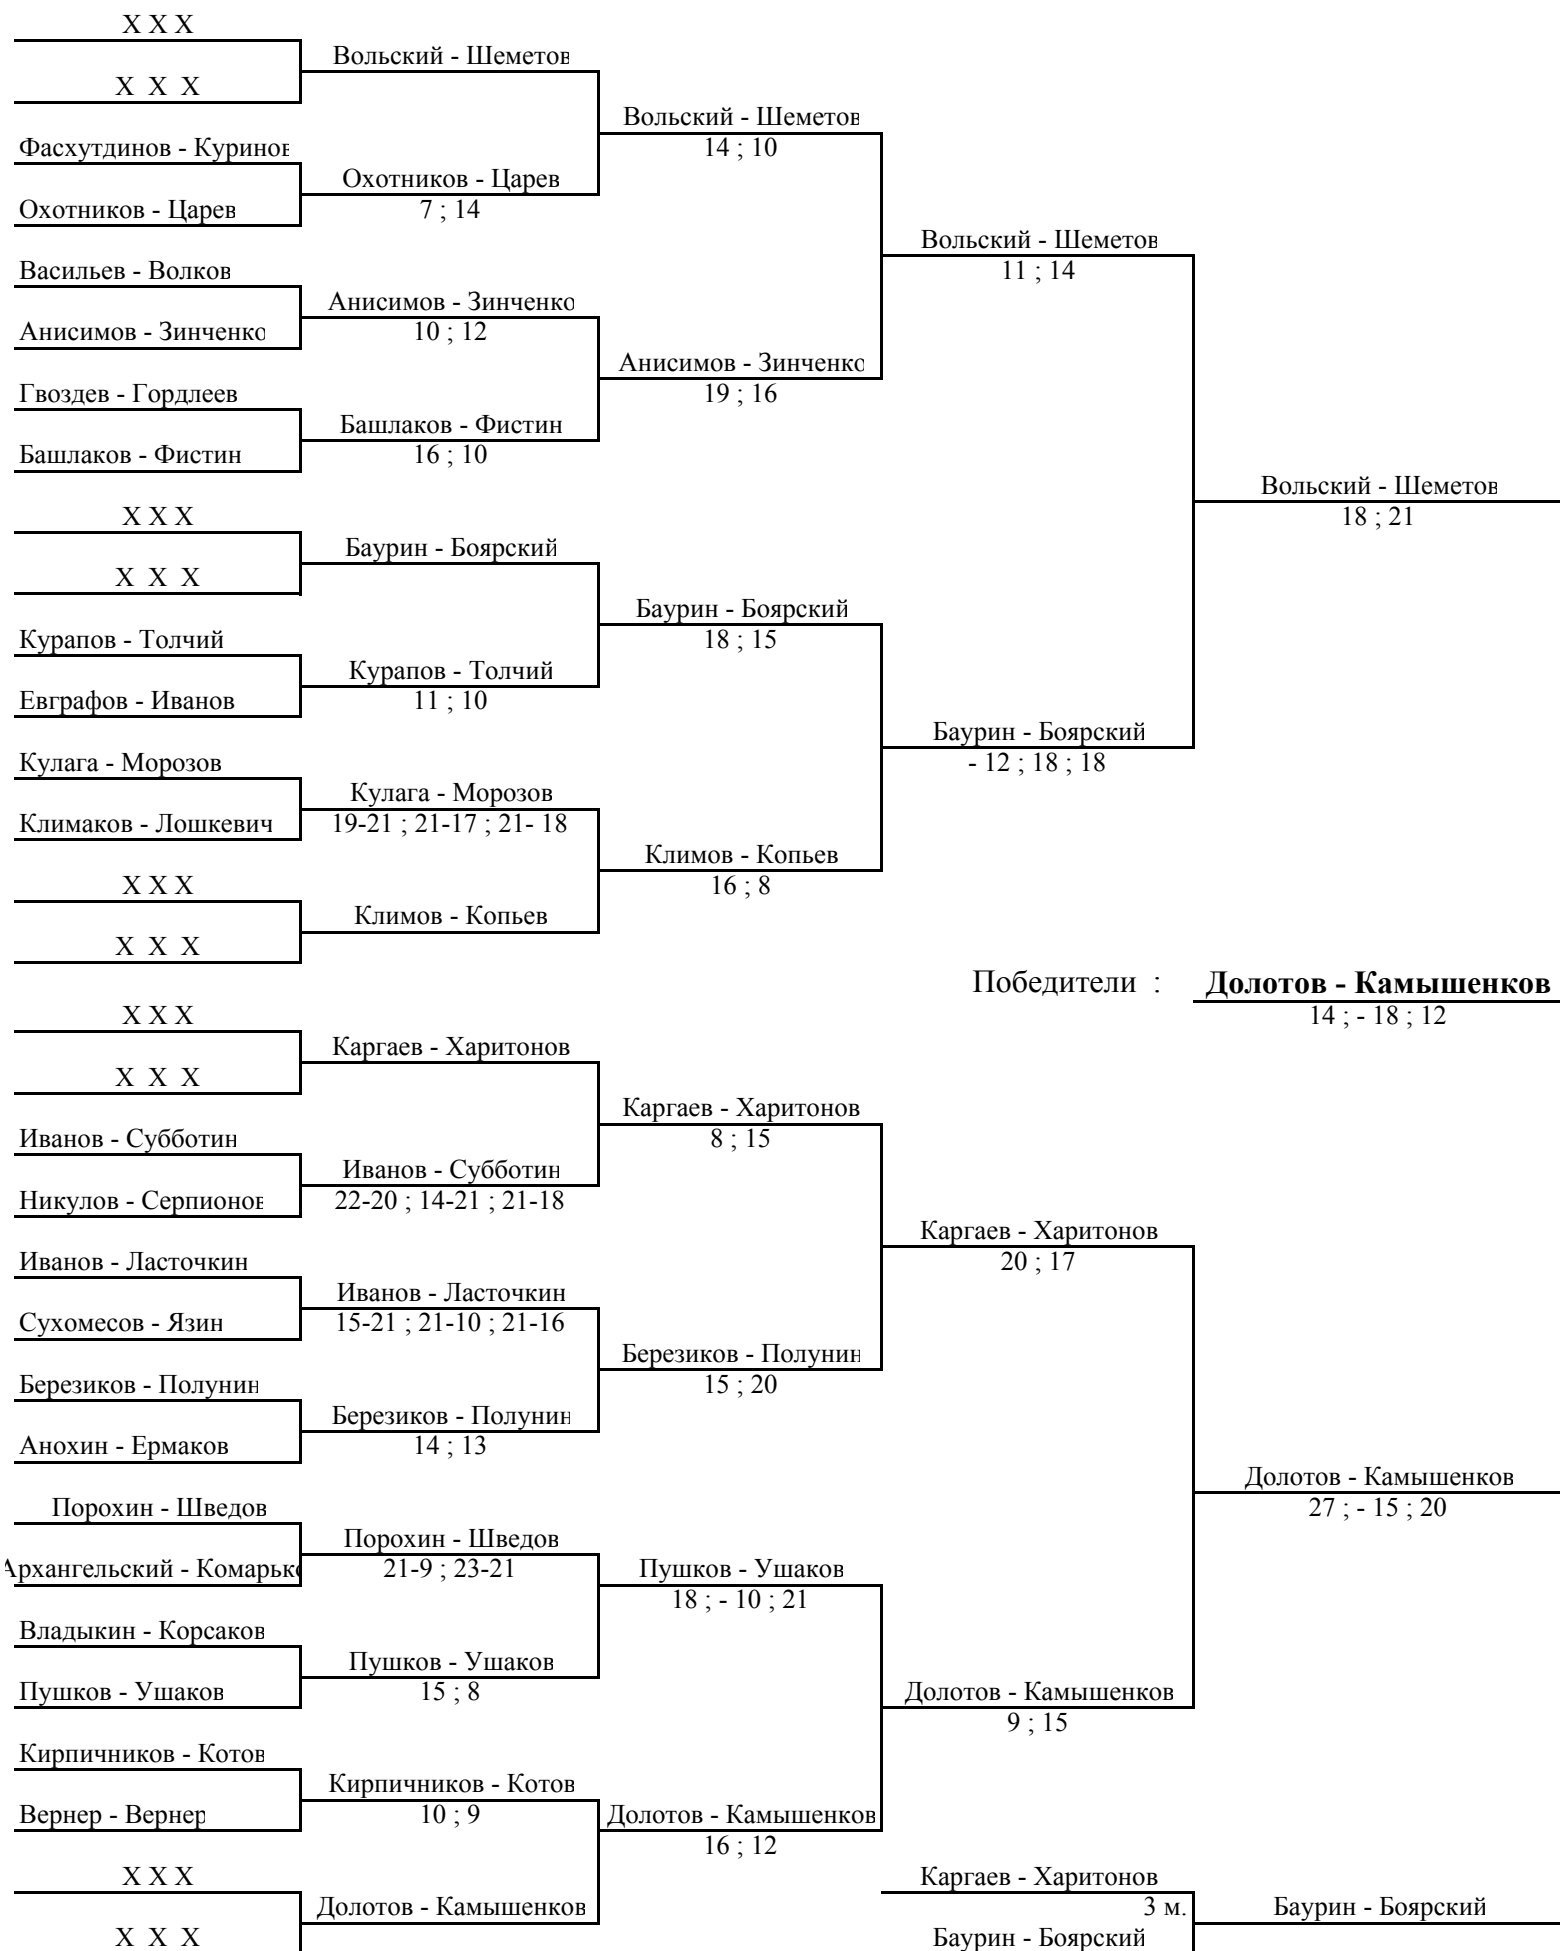 X X X
Вольский - Шеметов
X X X
Вольский - Шеметов
14 ; 10
Фасхутдинов - Куринов
Охотников - Царев
7 ; 14
Охотников - Царев
Вольский - Шеметов
11 ; 14
Васильев - Волков
Анисимов - Зинченко
10 ; 12
Анисимов - Зинченко
Анисимов - Зинченко
19 ; 16
Гвоздев - Гордлеев
Башлаков - Фистин
16 ; 10
Башлаков - Фистин
Вольский - Шеметов
18 ; 21
X X X
Баурин - Боярский
X X X
Баурин - Боярский
18 ; 15
Курапов - Толчий
Курапов - Толчий
11 ; 10
Евграфов - Иванов
Баурин - Боярский
- 12 ; 18 ; 18
Кулага - Морозов
Кулага - Морозов
19-21 ; 21-17 ; 21- 18
Климаков - Лошкевич
Климов - Копьев
16 ; 8
X X X
Климов - Копьев
X X X
Победители : Долотов - Камышенков
14 ; - 18 ; 12
X X X
Каргаев - Харитонов
X X X
Каргаев - Харитонов
8 ; 15
Иванов - Субботин
Иванов - Субботин
22-20 ; 14-21 ; 21-18
Никулов - Серпионов
Каргаев - Харитонов
20 ; 17
Иванов - Ласточкин
Иванов - Ласточкин
15-21 ; 21-10 ; 21-16
Сухомесов - Язин
Березиков - Полунин
15 ; 20
Березиков - Полунин
Березиков - Полунин
14 ; 13
Анохин - Ермаков
Долотов - Камышенков
27 ; - 15 ; 20
Порохин - Шведов
Порохин - Шведов
21-9 ; 23-21
Архангельский - Комарько
Пушков - Ушаков
18 ; - 10 ; 21
Владыкин - Корсаков
Пушков - Ушаков
15 ; 8
Пушков - Ушаков
Долотов - Камышенков
9 ; 15
Кирпичников - Котов
Кирпичников - Котов
10 ; 9
Вернер - Вернер
Долотов - Камышенков
16 ; 12
X X X
Каргаев - Харитонов
Долотов - Камышенков
3 м.
Баурин - Боярский
X X X
Баурин - Боярский